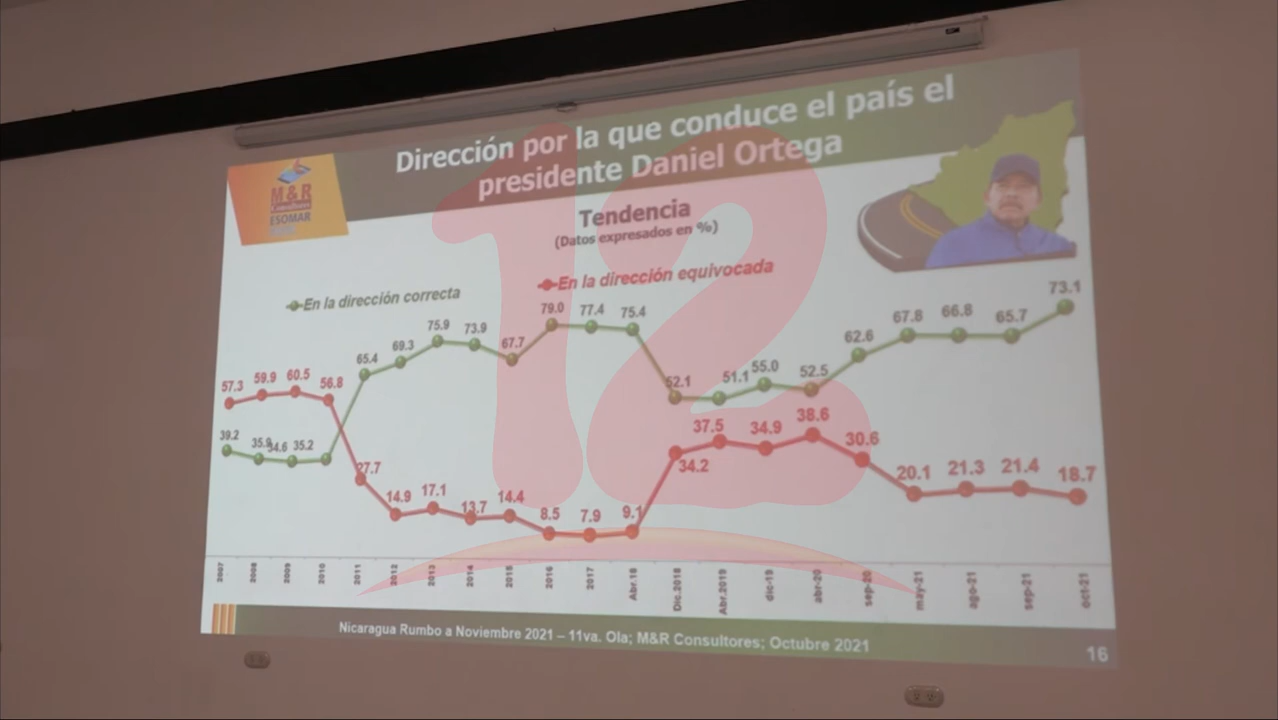 Dirección por la que conduce el país el
presidente Daniel Ortega
M&R
Consultores
ESOMAR
Tendencia
(Datos expresados en %)
En la dirección correcta
En la dirección equivocada
39.2 35.9 34.6 35.2 65.4 69.3 75.9 73.9 67.7 79.0 77.4 75.4 52.1 51.1 55.0 52.5 62.6 67.8 66.8 65.7 73.1
57.3 59.9 60.5 56.8 27.7 14.9 17.1 13.7 14.4 8.5 7.9 9.1 34.2 37.5 34.9 38.6 30.6 20.1 21.3 21.4 18.7
2007 2008 2009 2010 2011 2012 2013 2014 2015 2016 2017 Abr.18 Dic.2018 Abr.2019 dic-19 abr-20 sep-20 may-21 ago-21 sep-21 oct-21
Nicaragua Rumbo a Noviembre 2021 – 11va. Ola; M&R Consultores; Octubre 2021
16
12